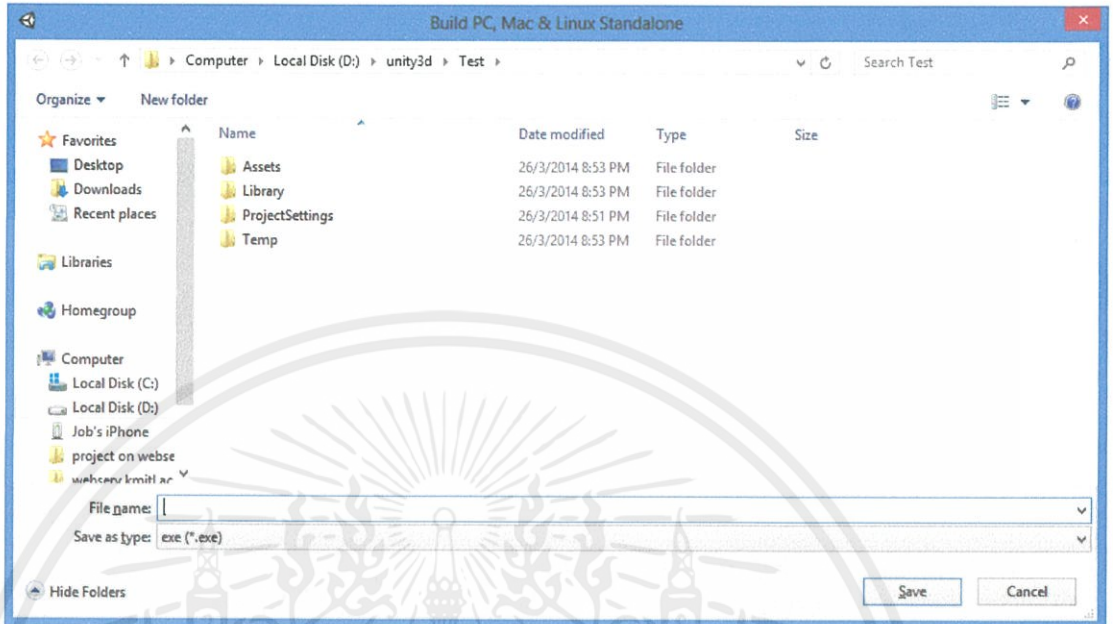 Build PC, Mac & Linux Standalone
Computer Local Disk (D:) unity3d Test
Search Test
Organize New folder
Name Date modified Type Size
Favorites
Desktop
Downloads
Recent places
Libraries
Homegroup
Computer
Local Disk (C:)
Local Disk (D:)
Job's iPhone
project on webse
webserv kmitl ac
Assets 26/3/2014 8:53 PM File folder
Library 26/3/2014 8:53 PM File folder
ProjectSettings 26/3/2014 8:51 PM File folder
Temp 26/3/2014 8:53 PM File folder
File name:
Save as type: exe (*.exe)
Hide Folders
Save Cancel